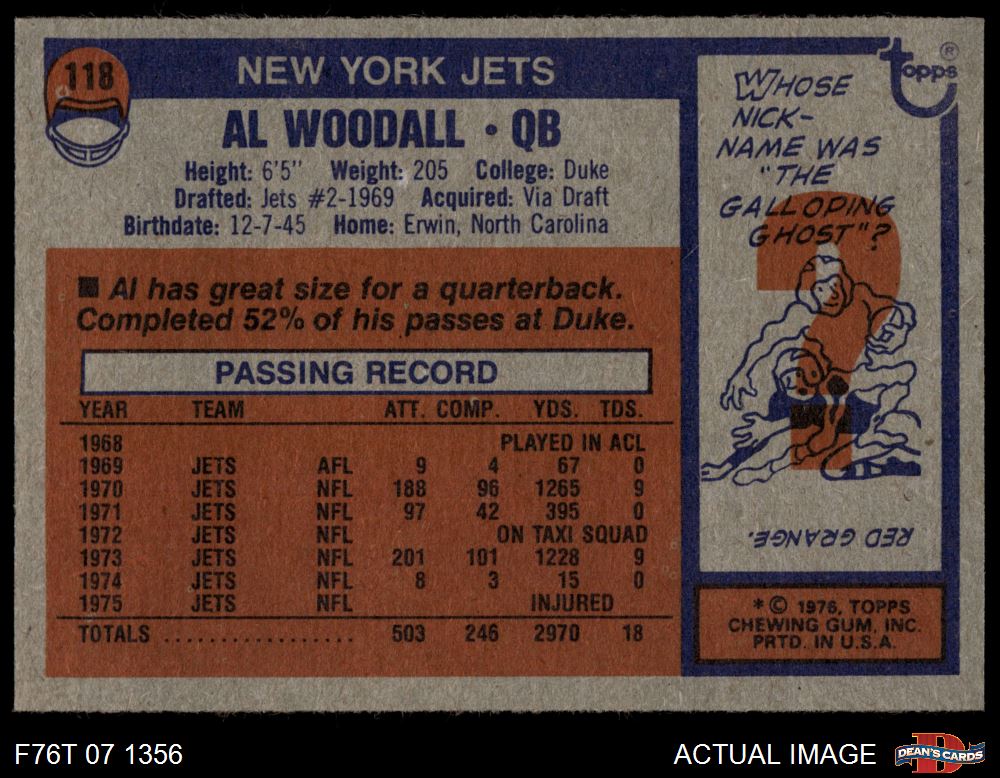 118
NEW YORK JETS
AL WOODALL • QB
Height: 6'5" Weight: 205 College: Duke
Drafted: Jets #2-1969 Acquired: Via Draft
Birthdate: 12-7-45 Home: Erwin, North Carolina
■ Al has great size for a quarterback.
Completed 52% of his passes at Duke.
PASSING RECORD
YEAR TEAM ATT. COMP. YDS. TDS.
1968 PLAYED IN ACL
1969 JETS AFL 9 4 67 0
1970 JETS NFL 188 96 1265 9
1971 JETS NFL 97 42 395 0
1972 JETS NFL ON TAXI SQUAD
1973 JETS NFL 201 101 1228 9
1974 JETS NFL 8 3 15 0
1975 JETS NFL INJURED
TOTALS .................. 503 246 2970 18
topps ®
WHOSE
NICK-
NAME WAS
"THE
GALLOPING
GHOST"?
RED GRANGE.
* © 1976, TOPPS
CHEWING GUM, INC.
PRTD. IN U.S.A.
F76T 07 1356
ACTUAL IMAGE
DEAN'S CARDS